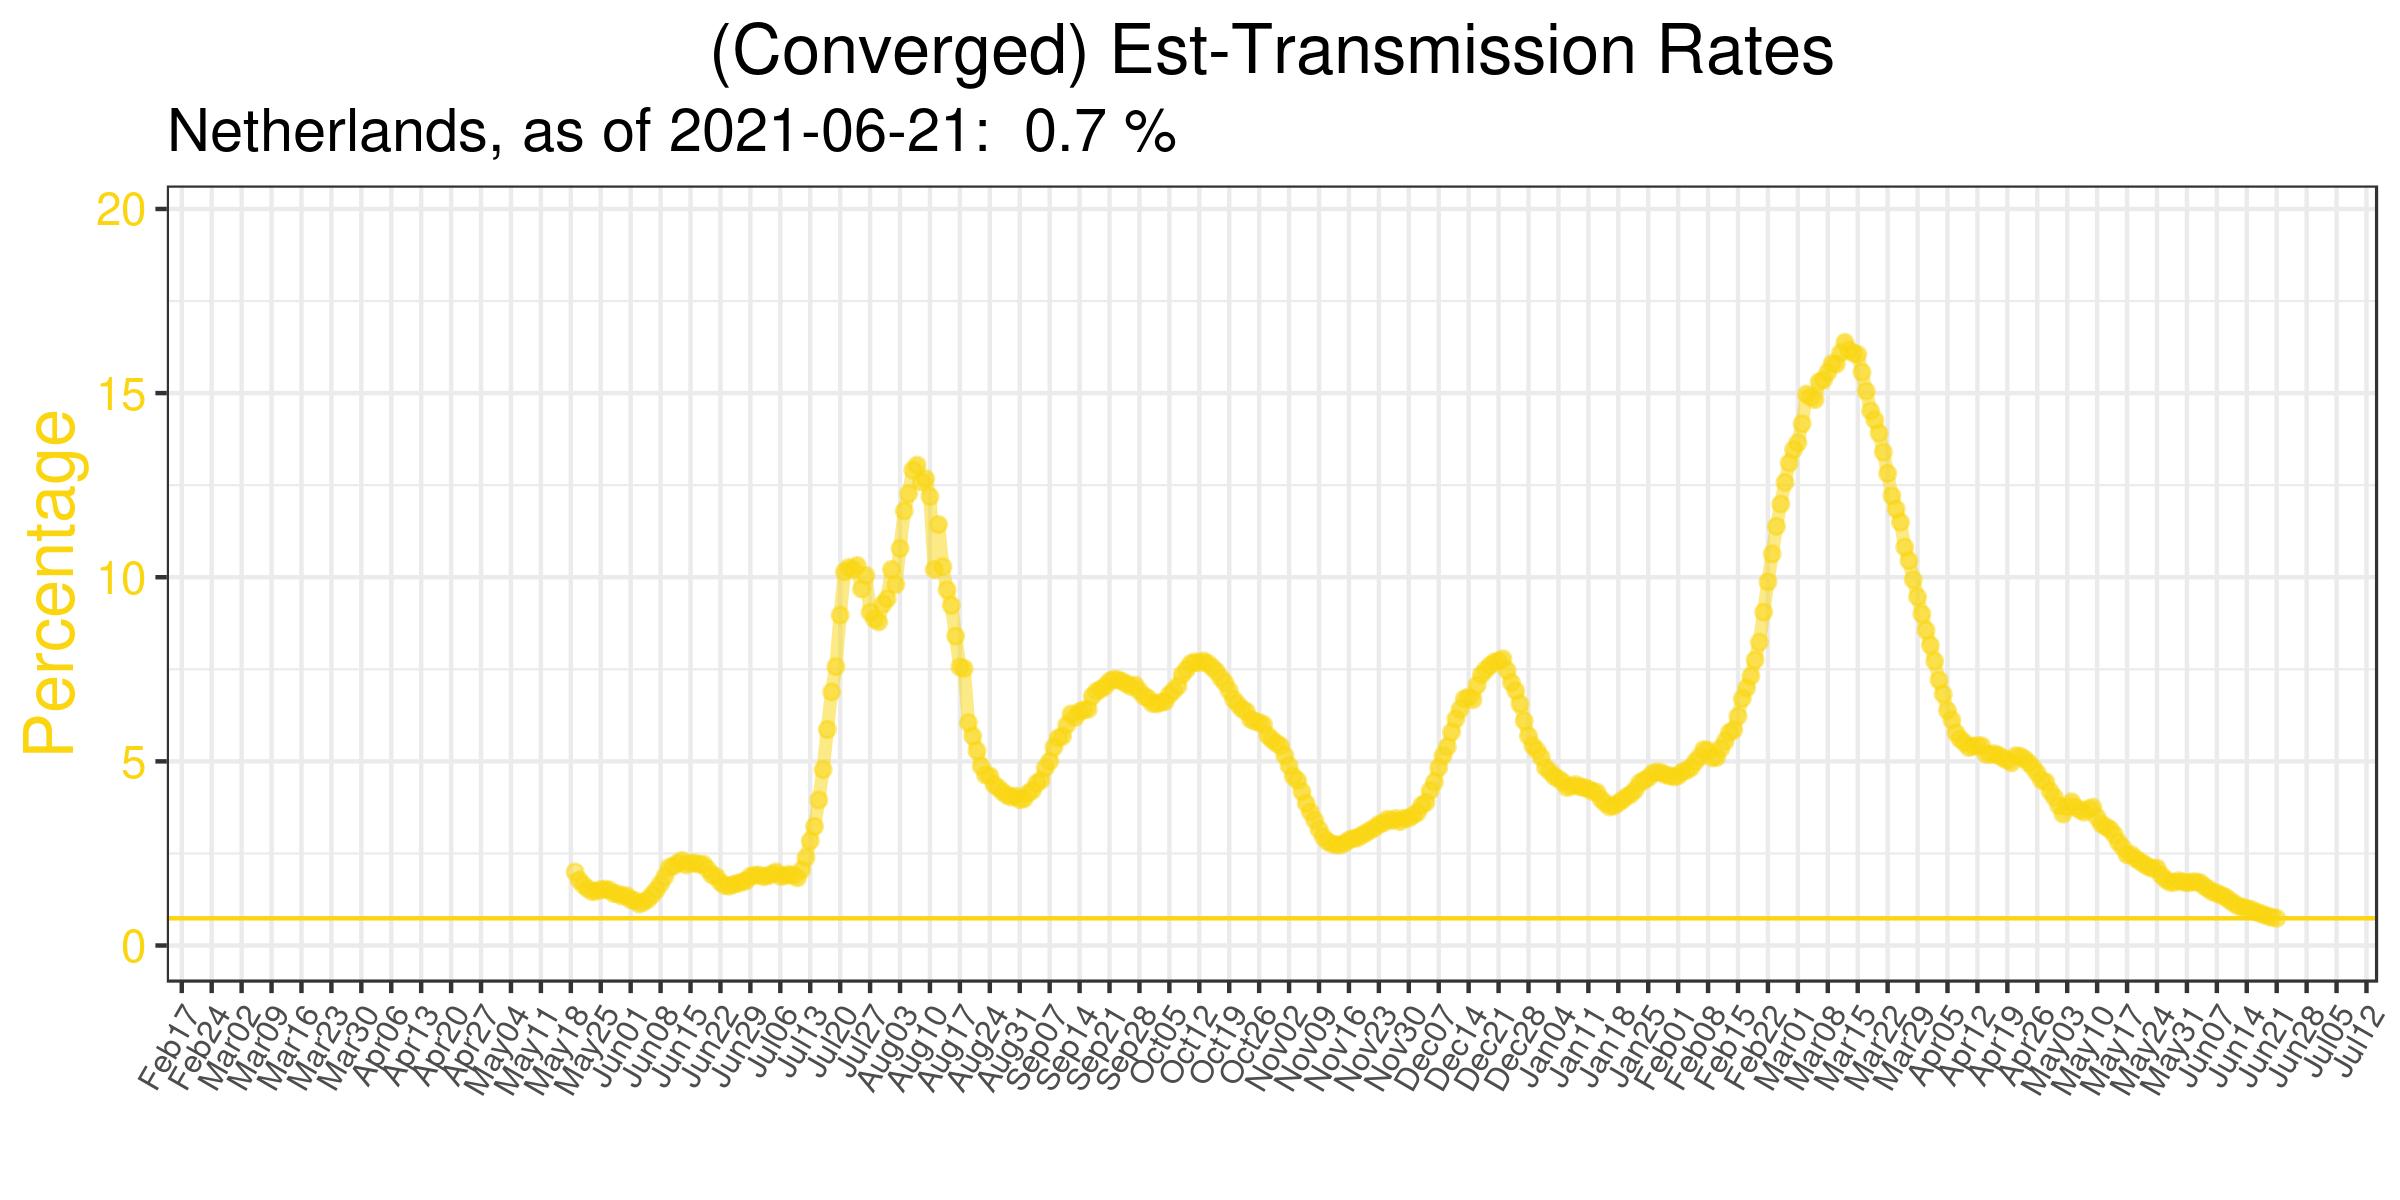 (Converged) Est-Transmission Rates
Netherlands, as of 2021-06-21:  0.7 %
Percentage
20
15
10
5
0
Feb17
Feb24
Mar02
Mar09
Mar16
Mar23
Mar30
Apr06
Apr13
Apr20
Apr27
May04
May11
May18
May25
Jun01
Jun08
Jun15
Jun22
Jun29
Jul06
Jul13
Jul20
Jul27
Aug03
Aug10
Aug17
Aug24
Aug31
Sep07
Sep14
Sep21
Sep28
Oct05
Oct12
Oct19
Oct26
Nov02
Nov09
Nov16
Nov23
Nov30
Dec07
Dec14
Dec21
Dec28
Jan04
Jan11
Jan18
Jan25
Feb01
Feb08
Feb15
Feb22
Mar01
Mar08
Mar15
Mar22
Mar29
Apr05
Apr12
Apr19
Apr26
May03
May10
May17
May24
May31
Jun07
Jun14
Jun21
Jun28
Jul05
Jul12